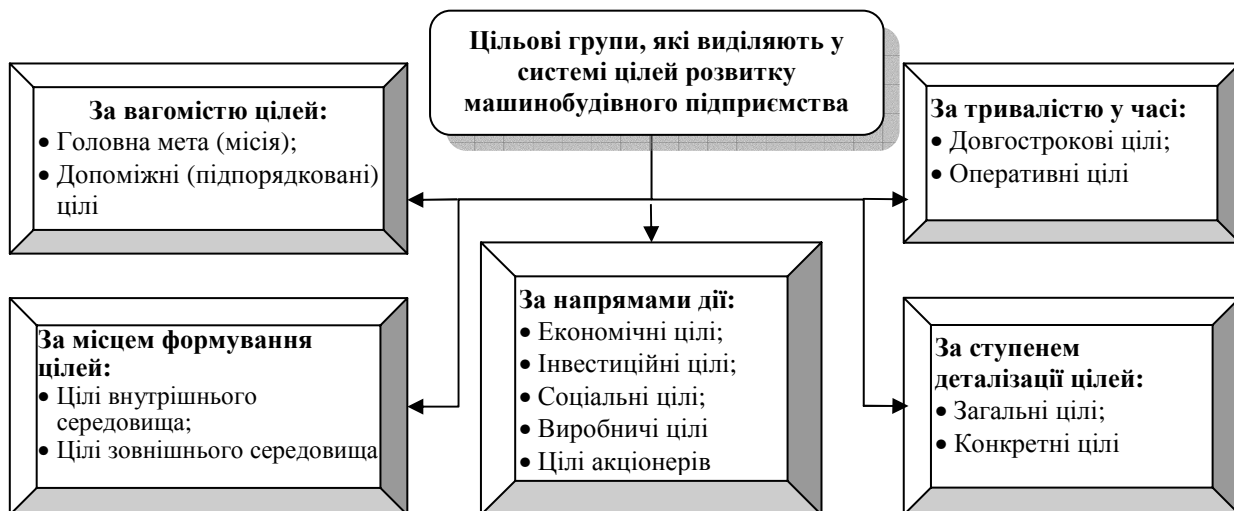 Цільові групи, які виділяють у
системі цілей розвитку
машинобудівного підприємства
За вагомістю цілей:
• Головна мета (місія);
• Допоміжні (підпорядковані)
цілі
За тривалістю у часі:
• Довгострокові цілі;
• Оперативні цілі
За місцем формування
цілей:
• Цілі внутрішнього
середовища;
• Цілі зовнішнього середовища
За напрямами дії:
• Економічні цілі;
• Інвестиційні цілі;
• Соціальні цілі;
• Виробничі цілі
• Цілі акціонерів
За ступенем
деталізації цілей:
• Загальні цілі;
• Конкретні цілі